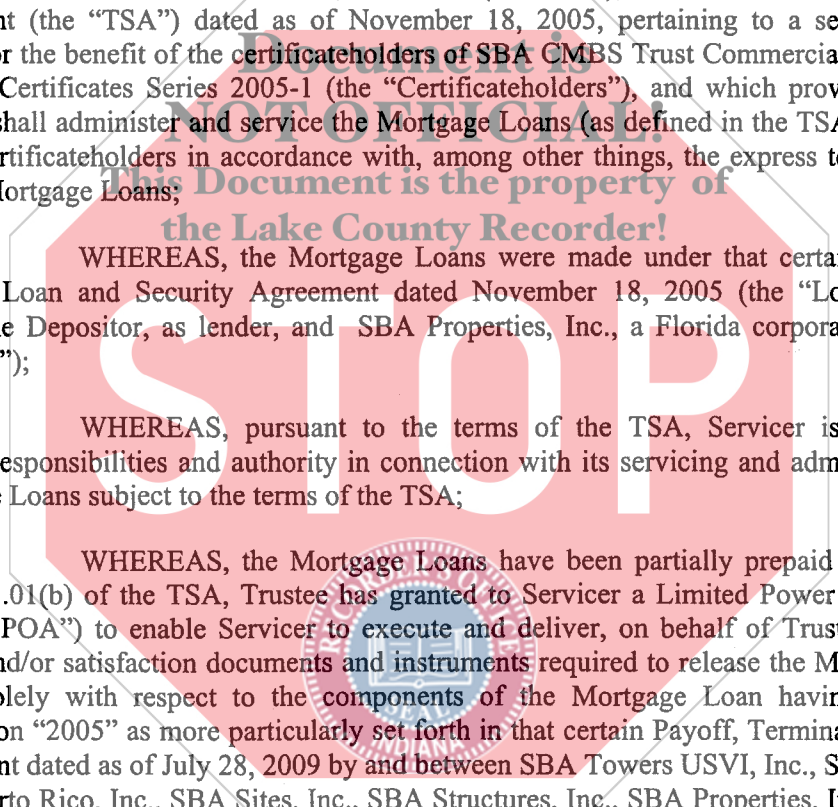 nt (the “TSA”) dated as of November 18, 2005, pertaining to a se
Document is
or the benefit of the certificateholders of SBA CMBS Trust Commercia
Certificates Series 2005-1 (the “Certificateholders”), and which prov
NOT OFFICIAL!
shall administer and service the Mortgage Loans (as defined in the TSA
rtificateholders in accordance with, among other things, the express te
This Document is the property of
Mortgage Loans;
the Lake County Recorder!
WHEREAS, the Mortgage Loans were made under that certai
Loan and Security Agreement dated November 18, 2005 (the “Lo
e Depositor, as lender, and SBA Properties, Inc., a Florida corpora
”);
STOP
WHEREAS, pursuant to the terms of the TSA, Servicer is
esponsibilities and authority in connection with its servicing and adm
e Loans subject to the terms of the TSA;
WHEREAS, the Mortgage Loans have been partially prepaid
.01(b) of the TSA, Trustee has granted to Servicer a Limited Power
POA”) to enable Servicer to execute and deliver, on behalf of Trust
nd/or satisfaction documents and instruments required to release the M
olely with respect to the components of the Mortgage Loan havin
on “2005” as more particularly set forth in that certain Payoff, Termina
nt dated as of July 28, 2009 by and between SBA Towers USVI, Inc., S
rto Rico, Inc., SBA Sites, Inc., SBA Structures, Inc., SBA Properties, I
RECORDER'S OFFICE
SEAL
INDIANA